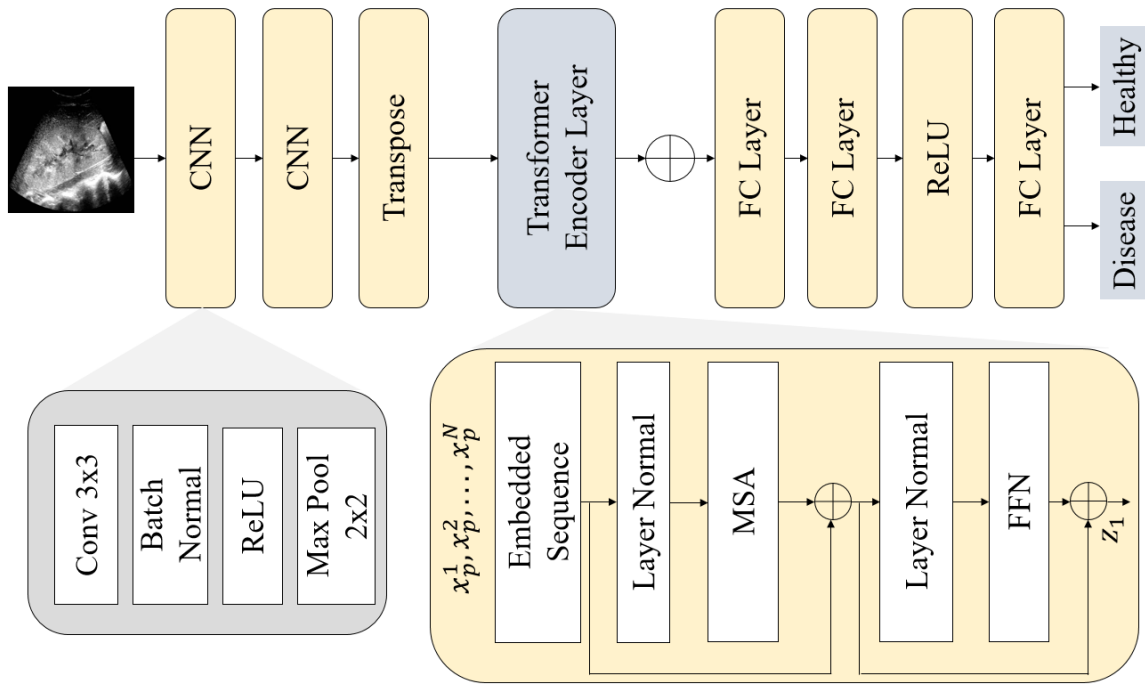 CNN
CNN
Transpose
Transformer
Encoder Layer
FC Layer
FC Layer
ReLU
FC Layer
Healthy
Disease
Conv 3x3
Batch
Normal
ReLU
Max Pool
2x2
x_p^1, x_p^2, ..., x_p^N
Embedded
Sequence
Layer Normal
MSA
Layer Normal
FFN
z₁